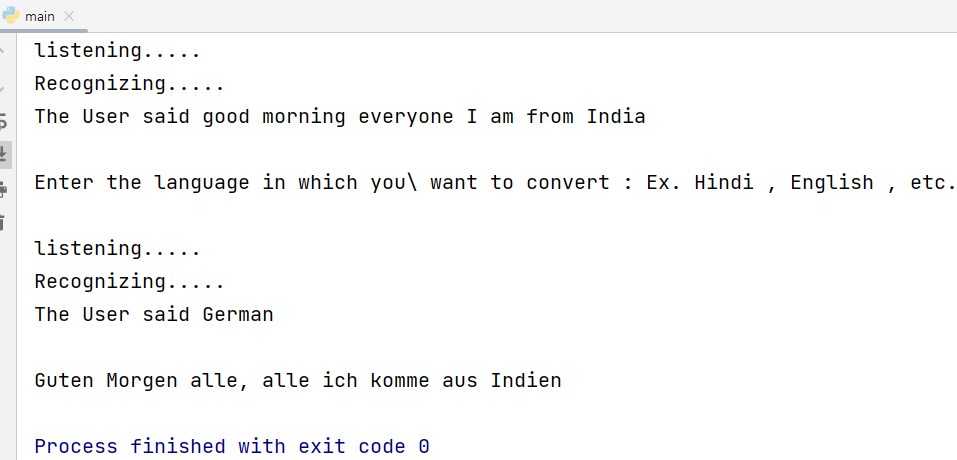 main
listening.....
Recognizing.....
The User said good morning everyone I am from India
Enter the language in which you\ want to convert : Ex. Hindi , English , etc.
listening.....
Recognizing.....
The User said German
Guten Morgen alle, alle ich komme aus Indien
Process finished with exit code 0